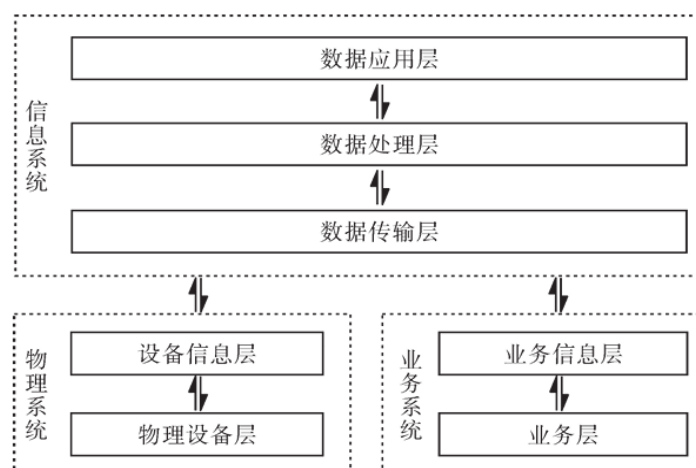 信息系统
数据应用层
数据处理层
数据传输层
物理系统
设备信息层
物理设备层
业务系统
业务信息层
业务层